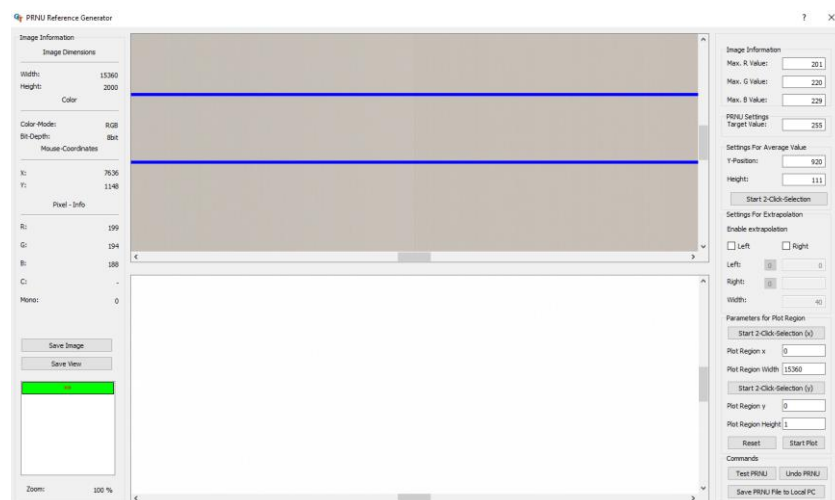 PRNU Reference Generator
? ×
Image Information
Image Dimensions
Width: 15360
Height: 2000
Color
Color-Mode: RGB
Bit-Depth: 8bit
Mouse-Coordinates
X: 7636
Y: 1148
Pixel - Info
R: 199
G: 194
B: 188
C: -
Mono: 0
Save Image
Save View
Zoom: 100 %
Image Information
Max. R Value: 201
Max. G Value: 220
Max. B Value: 229
PRNU Settings
Target Value: 255
Settings For Average Value
Y-Position: 920
Height: 111
Start 2-Click-Selection
Settings For Extrapolation
Enable extrapolation
Left Right
Left: 0 0
Right: 0
Width: 40
Parameters for Plot Region
Start 2-Click-Selection (x)
Plot Region x 0
Plot Region Width 15360
Start 2-Click-Selection (y)
Plot Region y 0
Plot Region Height 1
Reset Start Plot
Commands
Test PRNU Undo PRNU
Save PRNU File to Local PC